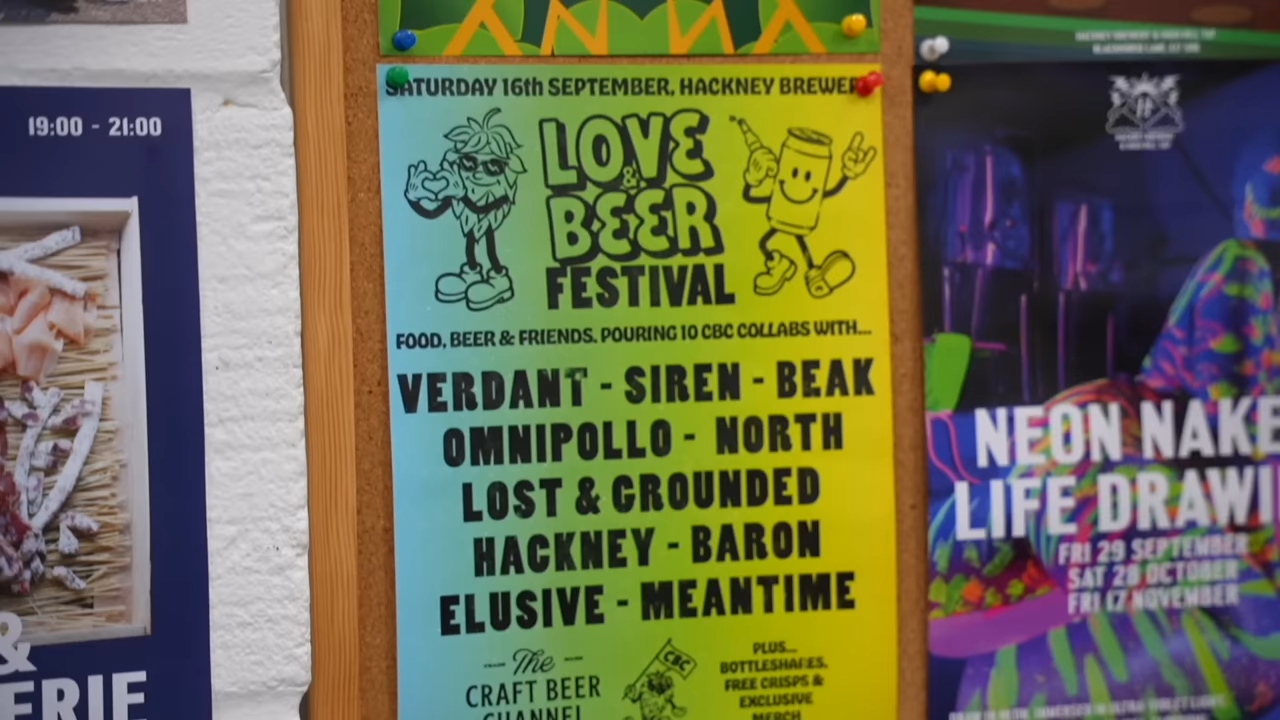 19:00 - 21:00
&
ERIE
SATURDAY 16th SEPTEMBER, HACKNEY BREWER
LOVE
&
BEER
FESTIVAL
FOOD, BEER & FRIENDS. POURING 10 CBC COLLABS WITH...
VERDANT - SIREN - BEAK
OMNIPOLLO - NORTH
LOST & GROUNDED
HACKNEY - BARON
ELUSIVE - MEANTIME
The
CRAFT BEER
CHANNEL
CBC
PLUS...
BOTTLESHARES,
FREE CRISPS &
EXCLUSIVE
MERCH
NEON NAKE
LIFE DRAWI
FRI 29 SEPTEMBER
SAT 28 OCTOBER
FRI 17 NOVEMBER